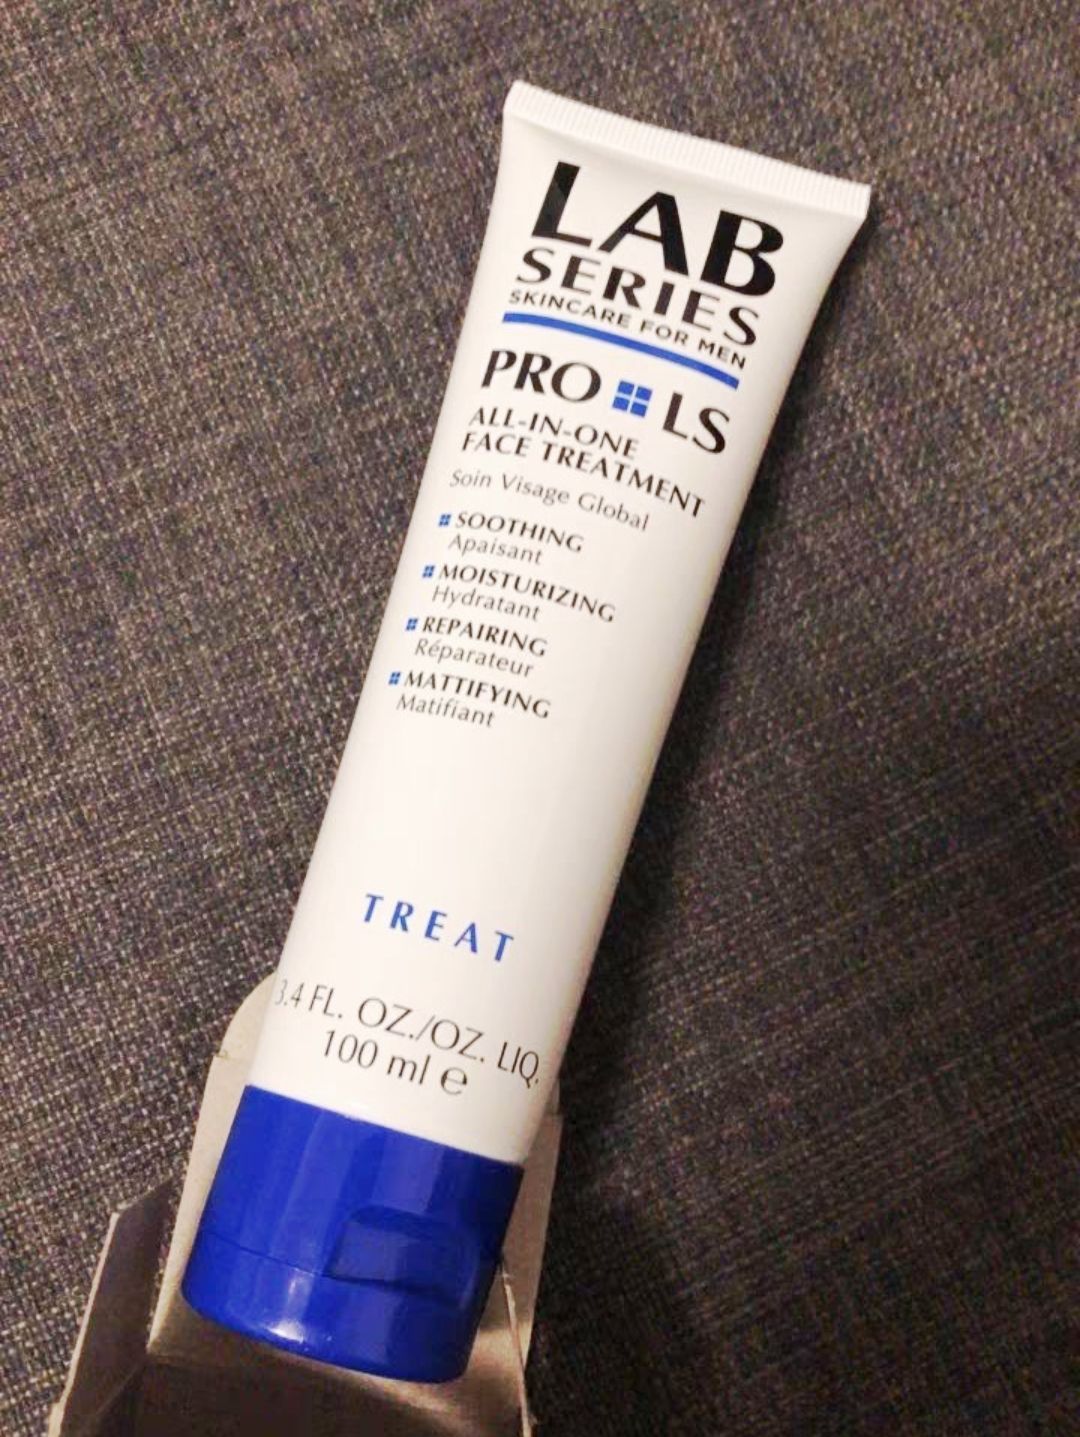 LAB
SERIES
SKINCARE FOR MEN
PRO LS
ALL-IN-ONE
FACE TREATMENT
Soin Visage Global
SOOTHING
Apaisant
MOISTURIZING
Hydratant
REPAIRING
Réparateur
MATTIFYING
Matifiant
TREAT
3.4 FL. OZ./OZ. LIQ.
100 ml ℮